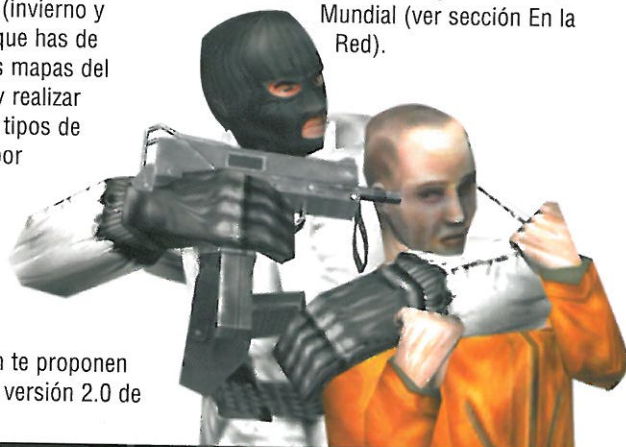 (invierno y
que has de
s mapas del
y realizar
tipos de
por
n te proponen
versión 2.0 de
Mundial (ver sección En la
Red).